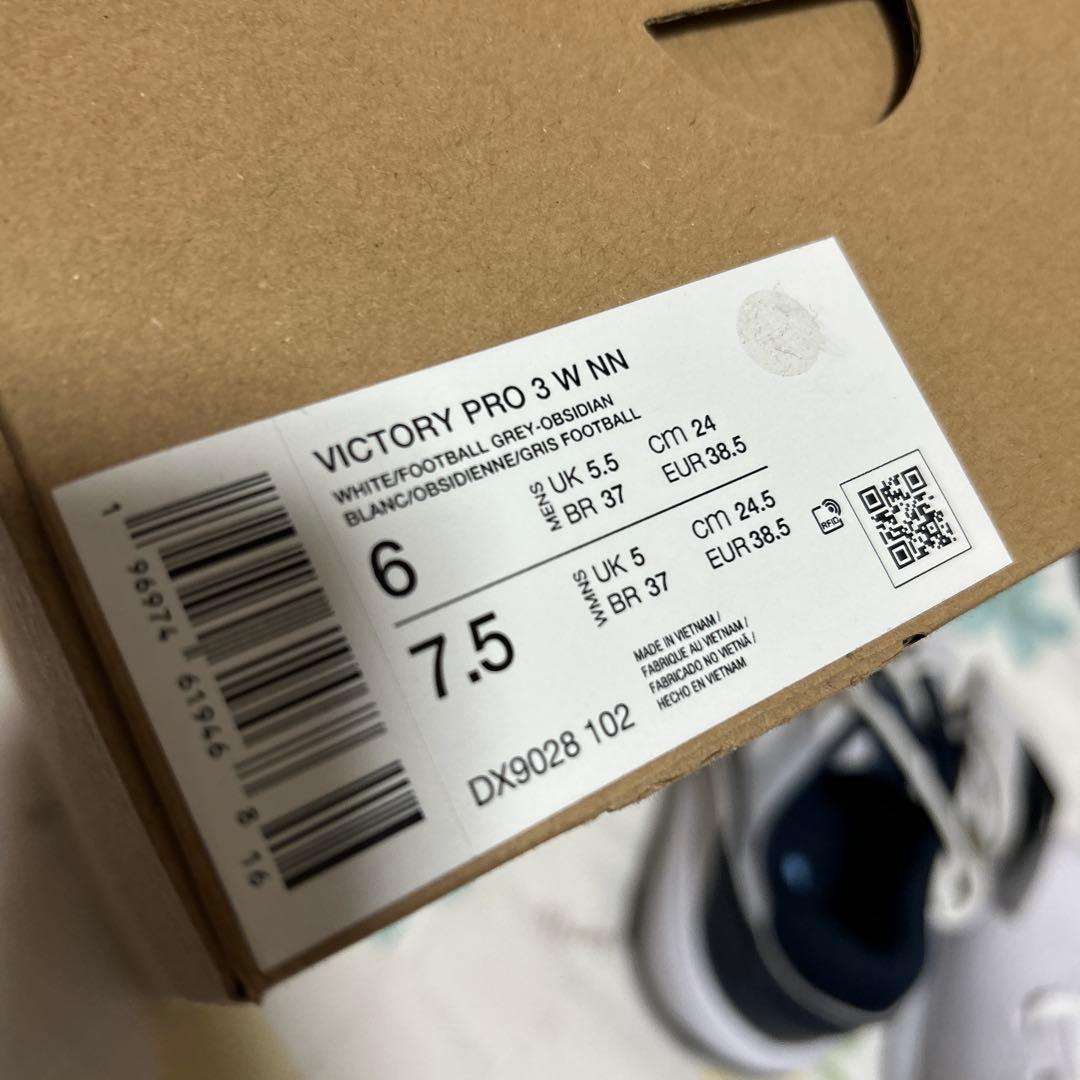 VICTORY PRO 3 W NN
WHITE/FOOTBALL GREY-OBSIDIAN
BLANC/OBSIDIENNE/GRIS FOOTBALL
6
MENS
UK 5.5
BR 37
cm 24
EUR 38.5
7.5
WMNS
UK 5
BR 37
cm 24.5
EUR 38.5
RFID
MADE IN VIETNAM /
FABRIQUE AU VIETNAM /
FABRICADO NO VIETNÃ /
HECHO EN VIETNAM
DX9028 102
1 96974 61946 8 16